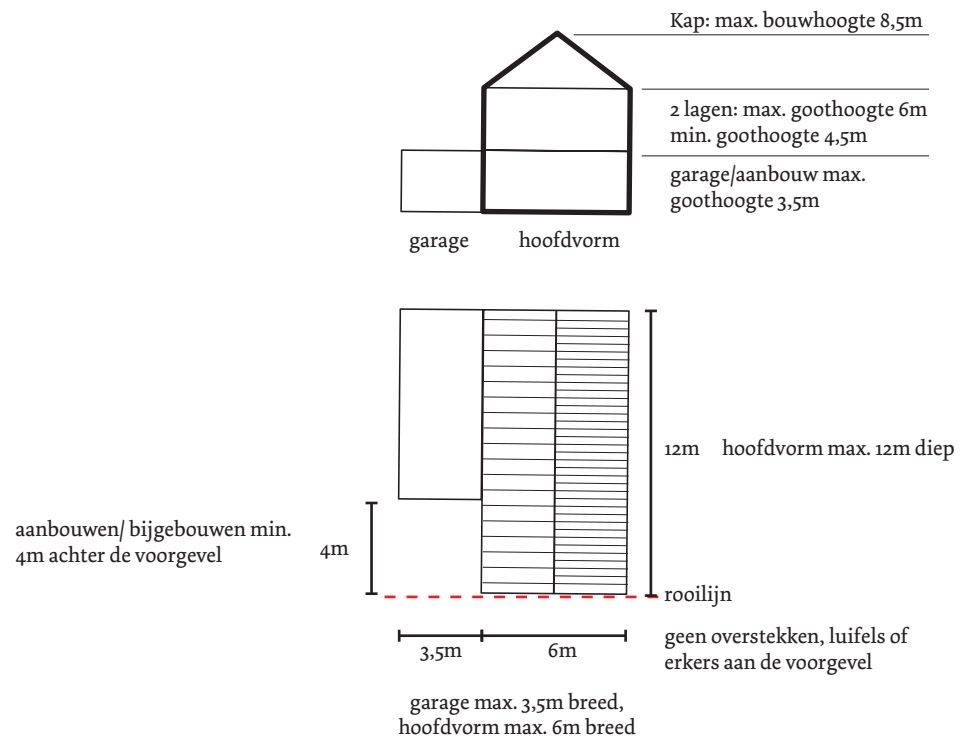 Kap: max. bouwhoogte 8,5m
2 lagen: max. goothoogte 6m
min. goothoogte 4,5m
garage/aanbouw max.
goothoogte 3,5m
garage
hoofdvorm
12m
hoofdvorm max. 12m diep
aanbouwen/ bijgebouwen min.
4m achter de voorgevel
4m
rooilijn
geen overstekken, luifels of
erkers aan de voorgevel
3,5m
6m
garage max. 3,5m breed,
hoofdvorm max. 6m breed